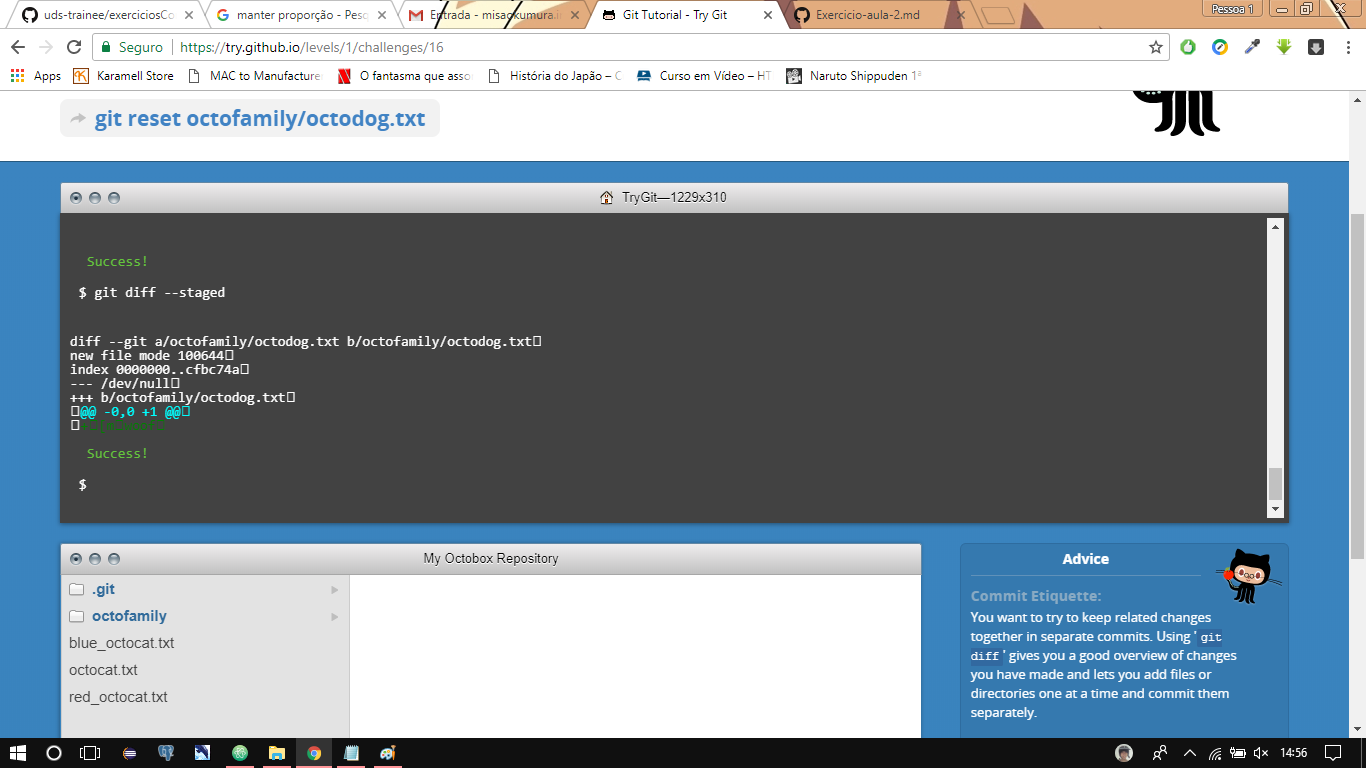 uds-trainee/exerciciosCo
manter proporção - Pesq
Entrada - misaokumura.
Git Tutorial - Try Git
Exercicio-aula-2.md
Pessoa 1
Seguro
https://try.github.io/levels/1/challenges/16
Apps
Karamell Store
MAC to Manufacture
O fantasma que asso
História do Japão – C
Curso em Vídeo – HT
Naruto Shippuden 1ª
git reset octofamily/octodog.txt
TryGit—1229x310
Success!
$ git diff --staged
diff --git a/octofamily/octodog.txt b/octofamily/octodog.txt
new file mode 100644
index 0000000..cfbc74a
--- /dev/null
+++ b/octofamily/octodog.txt
@@ -0,0 +1 @@
Success!
$
My Octobox Repository
.git
octofamily
blue_octocat.txt
octocat.txt
red_octocat.txt
Advice
Commit Etiquette:
You want to try to keep related changes
together in separate commits. Using 'git
diff' gives you a good overview of changes
you have made and lets you add files or
directories one at a time and commit them
separately.
14:56